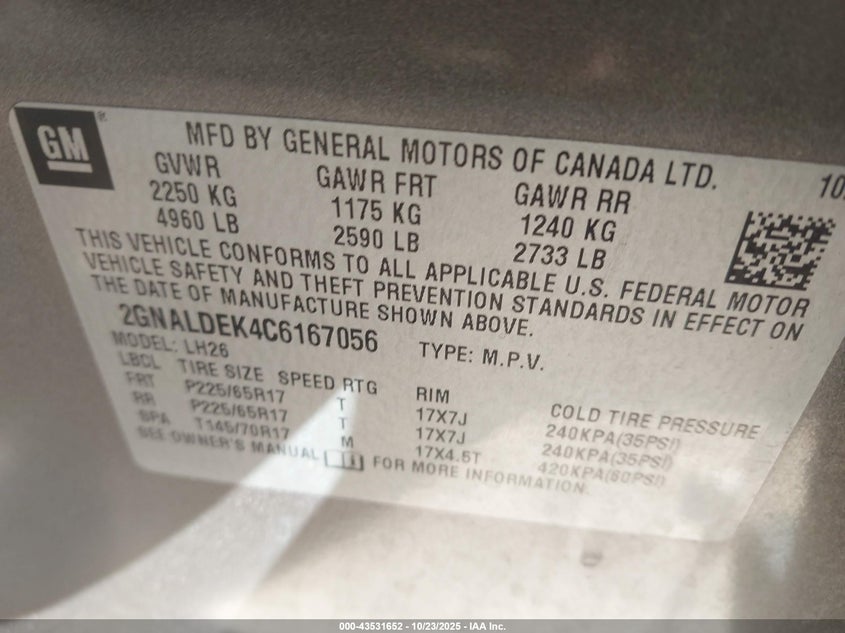 GM
MFD BY GENERAL MOTORS OF CANADA LTD.
GVWR GAWR FRT GAWR RR
2250 KG 1175 KG 1240 KG
4960 LB 2590 LB 2733 LB
THIS VEHICLE CONFORMS TO ALL APPLICABLE U.S. FEDERAL MOTOR
VEHICLE SAFETY AND THEFT PREVENTION STANDARDS IN EFFECT ON
THE DATE OF MANUFACTURE SHOWN ABOVE.
2GNALDEK4C6167056 TYPE: M.P.V.
MODEL: LH26
LBCL TIRE SIZE SPEED RTG RIM COLD TIRE PRESSURE
FRT P225/65R17 T 17X7J 240KPA(35PSI)
RR P225/65R17 T 17X7J 240KPA(35PSI)
SPA T145/70R17 M 17X4.5T 420KPA(60PSI)
SEE OWNER'S MANUAL FOR MORE INFORMATION.
000-43531652 - 10/23/2025 - IAA Inc.